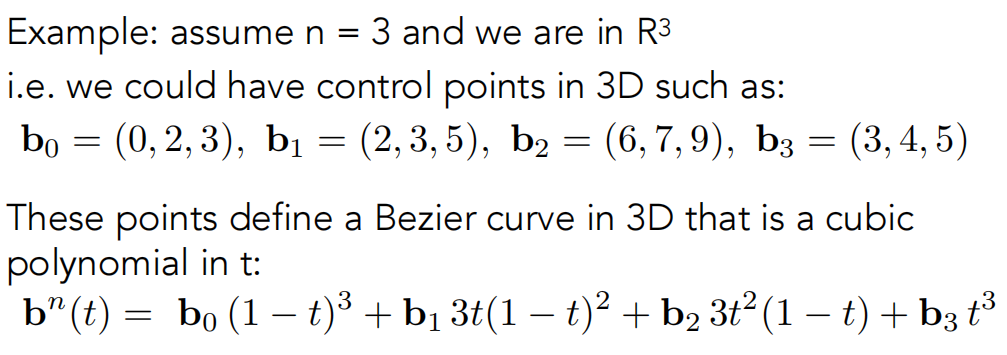 Example: assume n = 3 and we are in R³
i.e. we could have control points in 3D such as:
b₀ = (0, 2, 3), b₁ = (2, 3, 5), b₂ = (6, 7, 9), b₃ = (3, 4, 5)
These points define a Bezier curve in 3D that is a cubic
polynomial in t:
bⁿ(t) = b₀ (1 − t)³ + b₁ 3t(1 − t)² + b₂ 3t²(1 − t) + b₃ t³